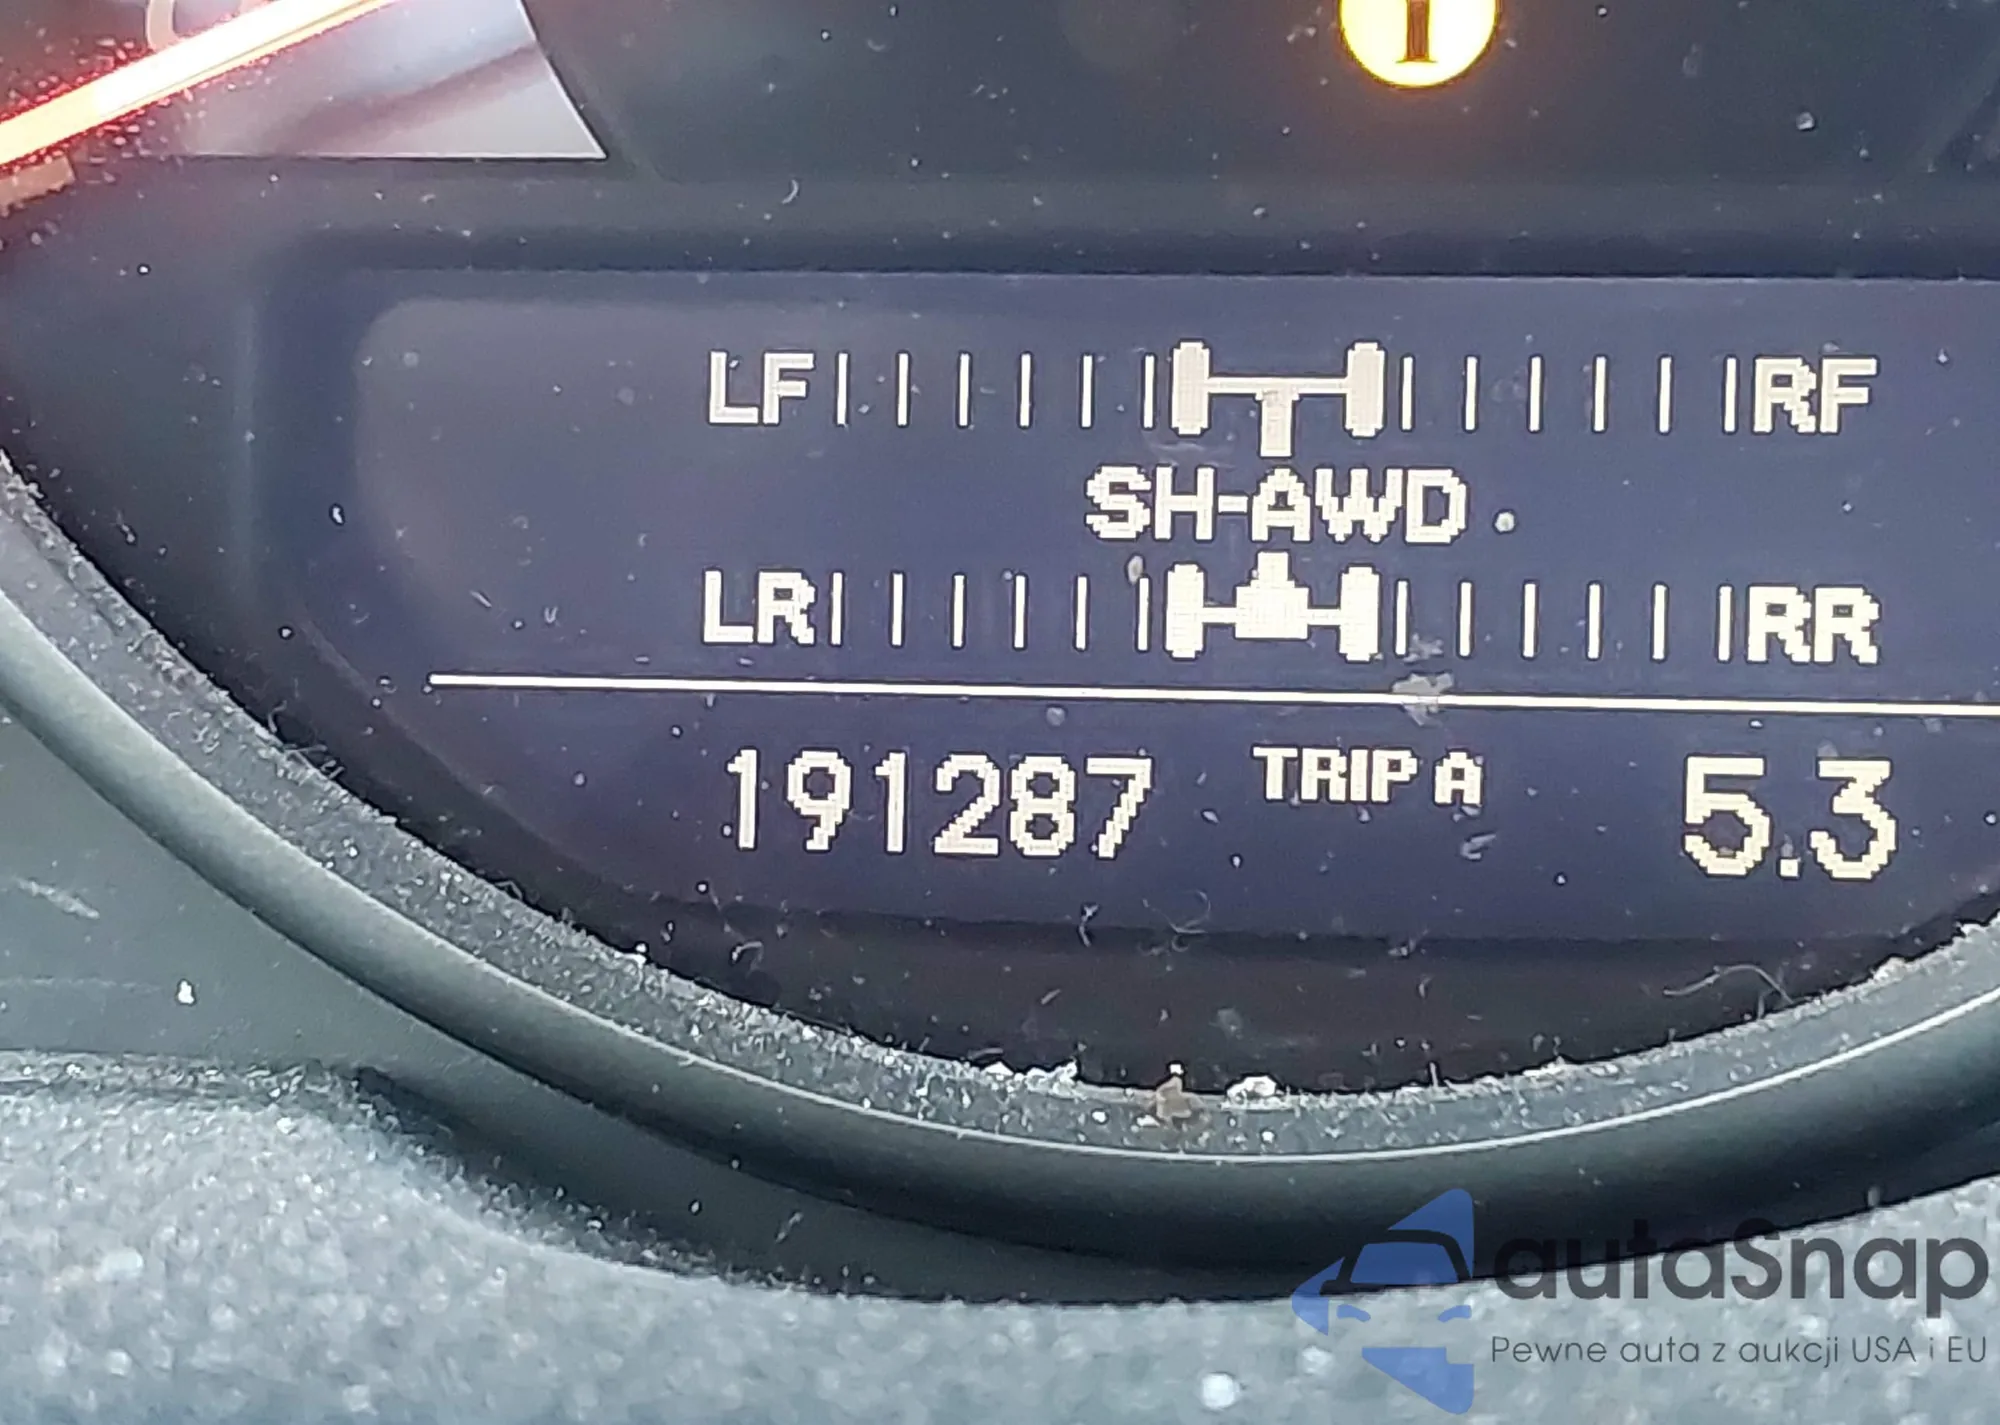 LF RF
SH-AWD
LR RR
191287 TRIP A 5.3
autaSnap
Pewne auta z aukcji USA i EU